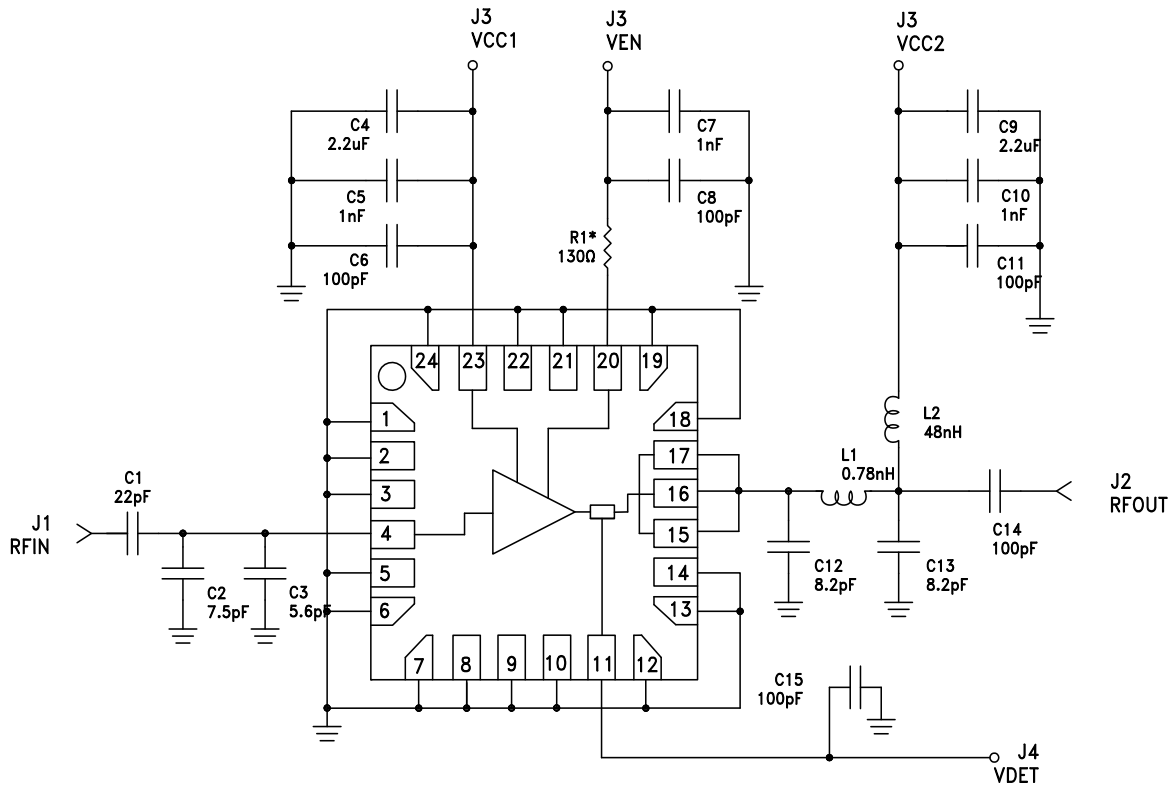 J3
VCC1
J3
VEN
J3
VCC2
C4
2.2uF
C5
1nF
C6
100pF
C7
1nF
C8
100pF
R1*
130Ω
C9
2.2uF
C10
1nF
C11
100pF
24
23
22
21
20
19
1
2
3
4
5
6
18
17
16
15
14
13
7
8
9
10
11
12
L2
48nH
L1
0.78nH
C1
22pF
J1
RFIN
C2
7.5pF
C3
5.6pF
J2
RFOUT
C14
100pF
C12
8.2pF
C13
8.2pF
C15
100pF
J4
VDET